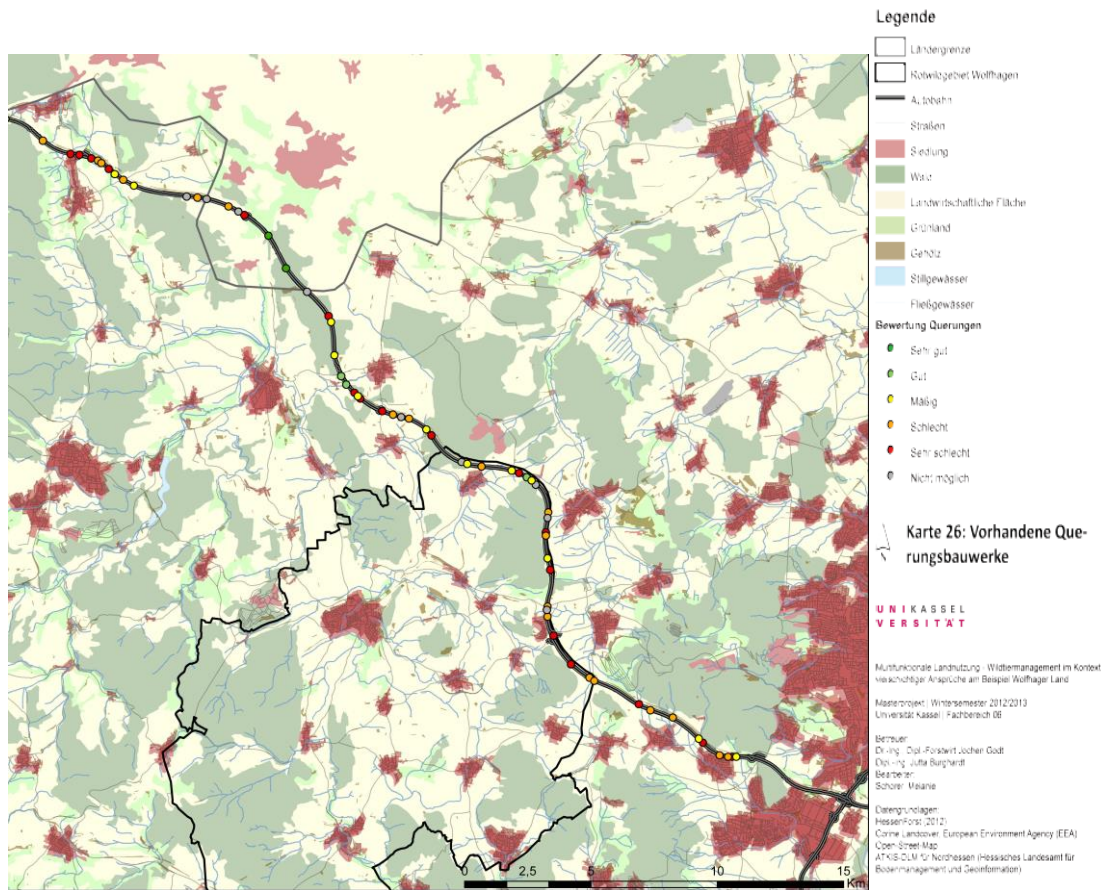 Legende
Ländergrenze
Rotwildgebiet Wolfhagen
Autobahn
Straßen
Siedlung
Wald
Landwirtschaftliche Fläche
Grünland
Gehölz
Stillgewässer
Fließgewässer
Bewertung Querungen
Sehr gut
Gut
Mäßig
Schlecht
Sehr schlecht
Nicht möglich
N
Karte 26: Vorhandene Que-
rungsbauwerke
UNIKASSEL
VERSITÄT
Multifunktionale Landnutzung - Wildtiermanagement im Kontext
vielschichtiger Ansprüche am Beispiel Wolfhager Land
Masterprojekt | Wintersemester 2012/2013
Universität Kassel | Fachbereich 06
Betreuer:
Dr.-Ing. Dipl.-Forstwirt Jochen Godt
Dipl.-Ing. Jutta Burghardt
Bearbeiter:
Schorer, Melanie
Datengrundlagen:
HessenForst (2012)
Corine Landcover, European Environment Agency (EEA)
Open-Street-Map
ATKIS-DLM für Nordhessen (Hessisches Landesamt für
Bodenmanagement und Geoinformation)
0 2,5 5 10 15
Km